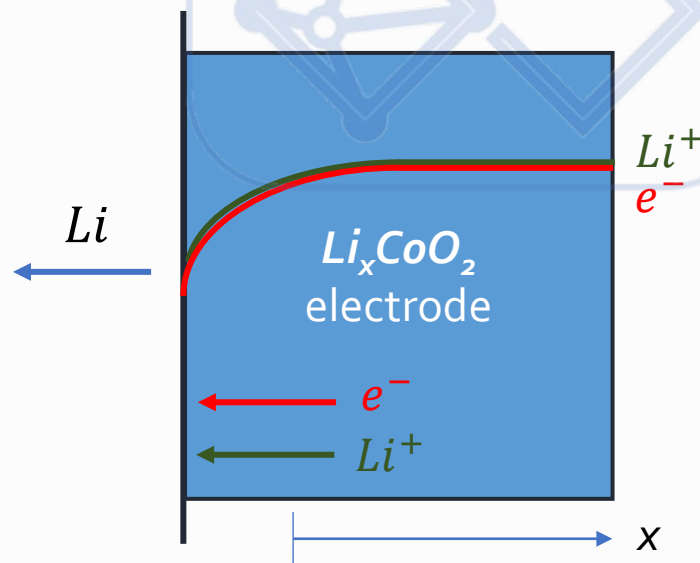 Li⁺
e⁻
Li
LiₓCoO₂
electrode
e⁻
Li⁺
x